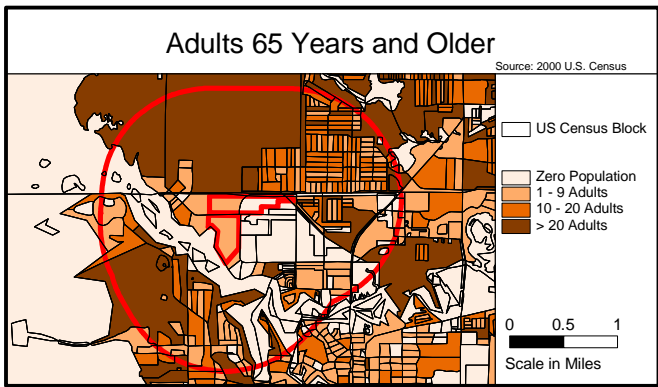 Adults 65 Years and Older
Source: 2000 U.S. Census
US Census Block
Zero Population
1 - 9 Adults
10 - 20 Adults
> 20 Adults
0 0.5 1
Scale in Miles